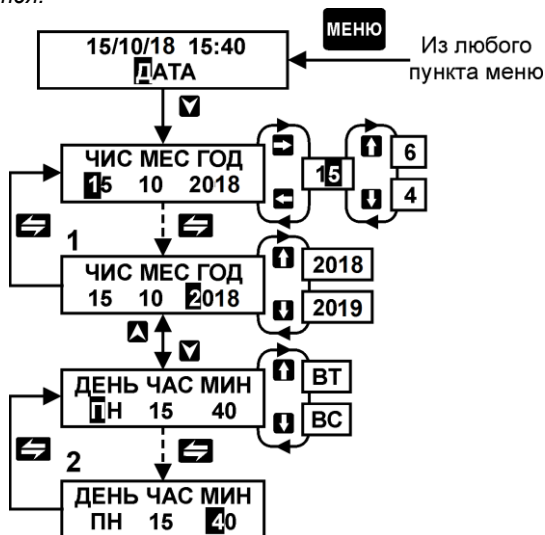 ся.
МЕНЮ
15/10/18 15:40
ДАТА
Из любого
пункта меню
ЧИС МЕС ГОД
15 10 2018
15
6
4
1
ЧИС МЕС ГОД
15 10 2018
2018
2019
ДЕНЬ ЧАС МИН
ПН 15 40
ВТ
ВС
2
ДЕНЬ ЧАС МИН
ПН 15 40